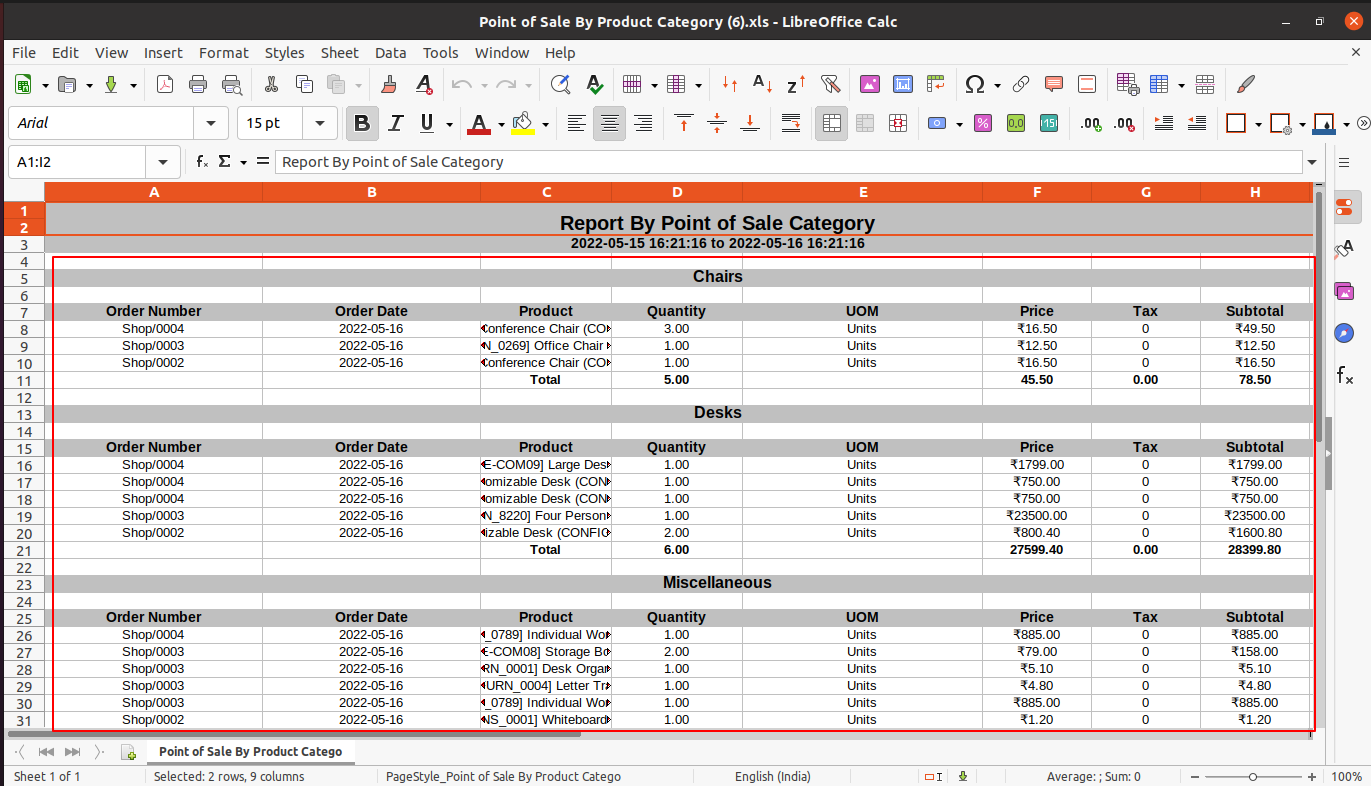 Point of Sale By Product Category (6).xls - LibreOffice Calc
File Edit View Insert Format Styles Sheet Data Tools Window Help
Arial 15 pt
A1:I2 Report By Point of Sale Category
A B C D E F G H
1
2 Report By Point of Sale Category
3 2022-05-15 16:21:16 to 2022-05-16 16:21:16
4
5 Chairs
6
7 Order Number Order Date Product Quantity UOM Price Tax Subtotal
8 Shop/0004 2022-05-16 Conference Chair (CO 3.00 Units ₹16.50 0 ₹49.50
9 Shop/0003 2022-05-16 N_0269] Office Chair 1.00 Units ₹12.50 0 ₹12.50
10 Shop/0002 2022-05-16 Conference Chair (CO 1.00 Units ₹16.50 0 ₹16.50
11 Total 5.00 45.50 0.00 78.50
12
13 Desks
14
15 Order Number Order Date Product Quantity UOM Price Tax Subtotal
16 Shop/0004 2022-05-16 E-COM09] Large Des 1.00 Units ₹1799.00 0 ₹1799.00
17 Shop/0004 2022-05-16 omizable Desk (CON 1.00 Units ₹750.00 0 ₹750.00
18 Shop/0004 2022-05-16 omizable Desk (CON 1.00 Units ₹750.00 0 ₹750.00
19 Shop/0003 2022-05-16 N_8220] Four Person 1.00 Units ₹23500.00 0 ₹23500.00
20 Shop/0002 2022-05-16 izable Desk (CONFIG 2.00 Units ₹800.40 0 ₹1600.80
21 Total 6.00 27599.40 0.00 28399.80
22
23 Miscellaneous
24
25 Order Number Order Date Product Quantity UOM Price Tax Subtotal
26 Shop/0004 2022-05-16 _0789] Individual Wo 1.00 Units ₹885.00 0 ₹885.00
27 Shop/0003 2022-05-16 E-COM08] Storage Bo 2.00 Units ₹79.00 0 ₹158.00
28 Shop/0003 2022-05-16 RN_0001] Desk Organ 1.00 Units ₹5.10 0 ₹5.10
29 Shop/0003 2022-05-16 URN_0004] Letter Tr 1.00 Units ₹4.80 0 ₹4.80
30 Shop/0003 2022-05-16 _0789] Individual Wo 1.00 Units ₹885.00 0 ₹885.00
31 Shop/0002 2022-05-16 NS_0001] Whiteboard 1.00 Units ₹1.20 0 ₹1.20
Point of Sale By Product Catego
Sheet 1 of 1 Selected: 2 rows, 9 columns PageStyle_Point of Sale By Product Catego English (India) Average: ; Sum: 0 100%